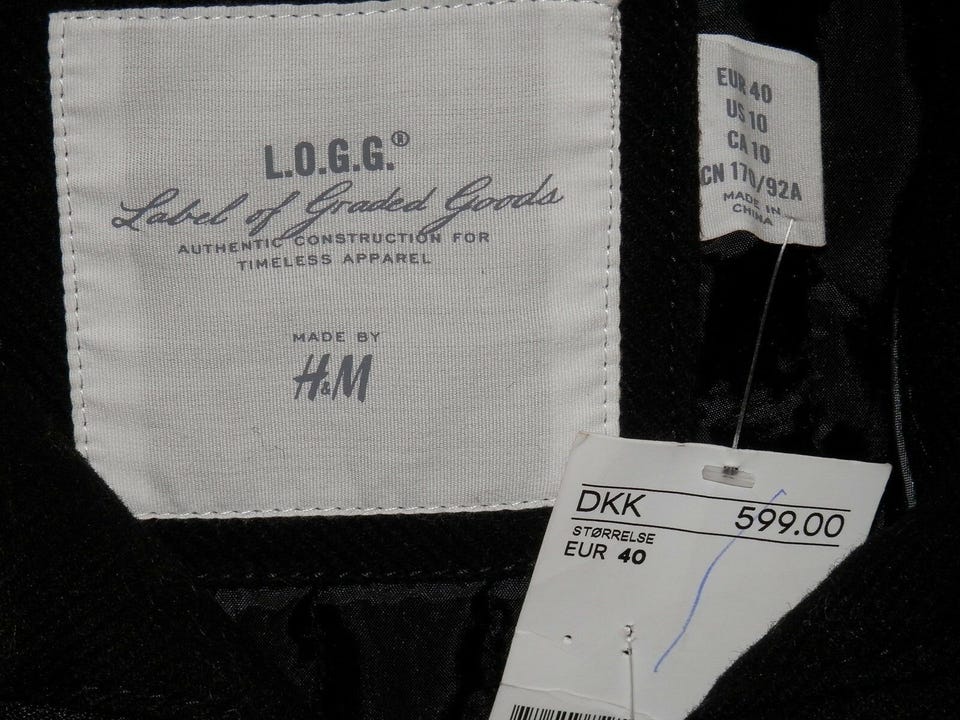 L.O.G.G.®
Label of Graded Goods
AUTHENTIC CONSTRUCTION FOR
TIMELESS APPAREL
MADE BY
H&M
EUR 40
US 10
CA 10
CN 170/92A
MADE IN
CHINA
DKK 599.00
STØRRELSE
EUR 40